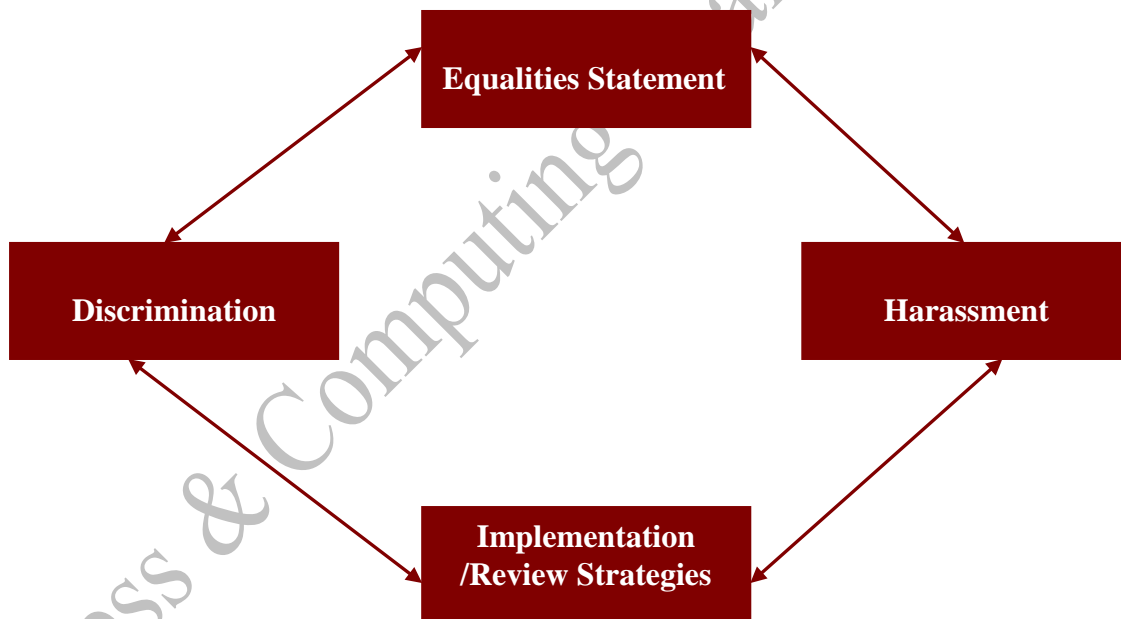 Equalities Statement
Discrimination
Harassment
Implementation
/Review Strategies
& Computing